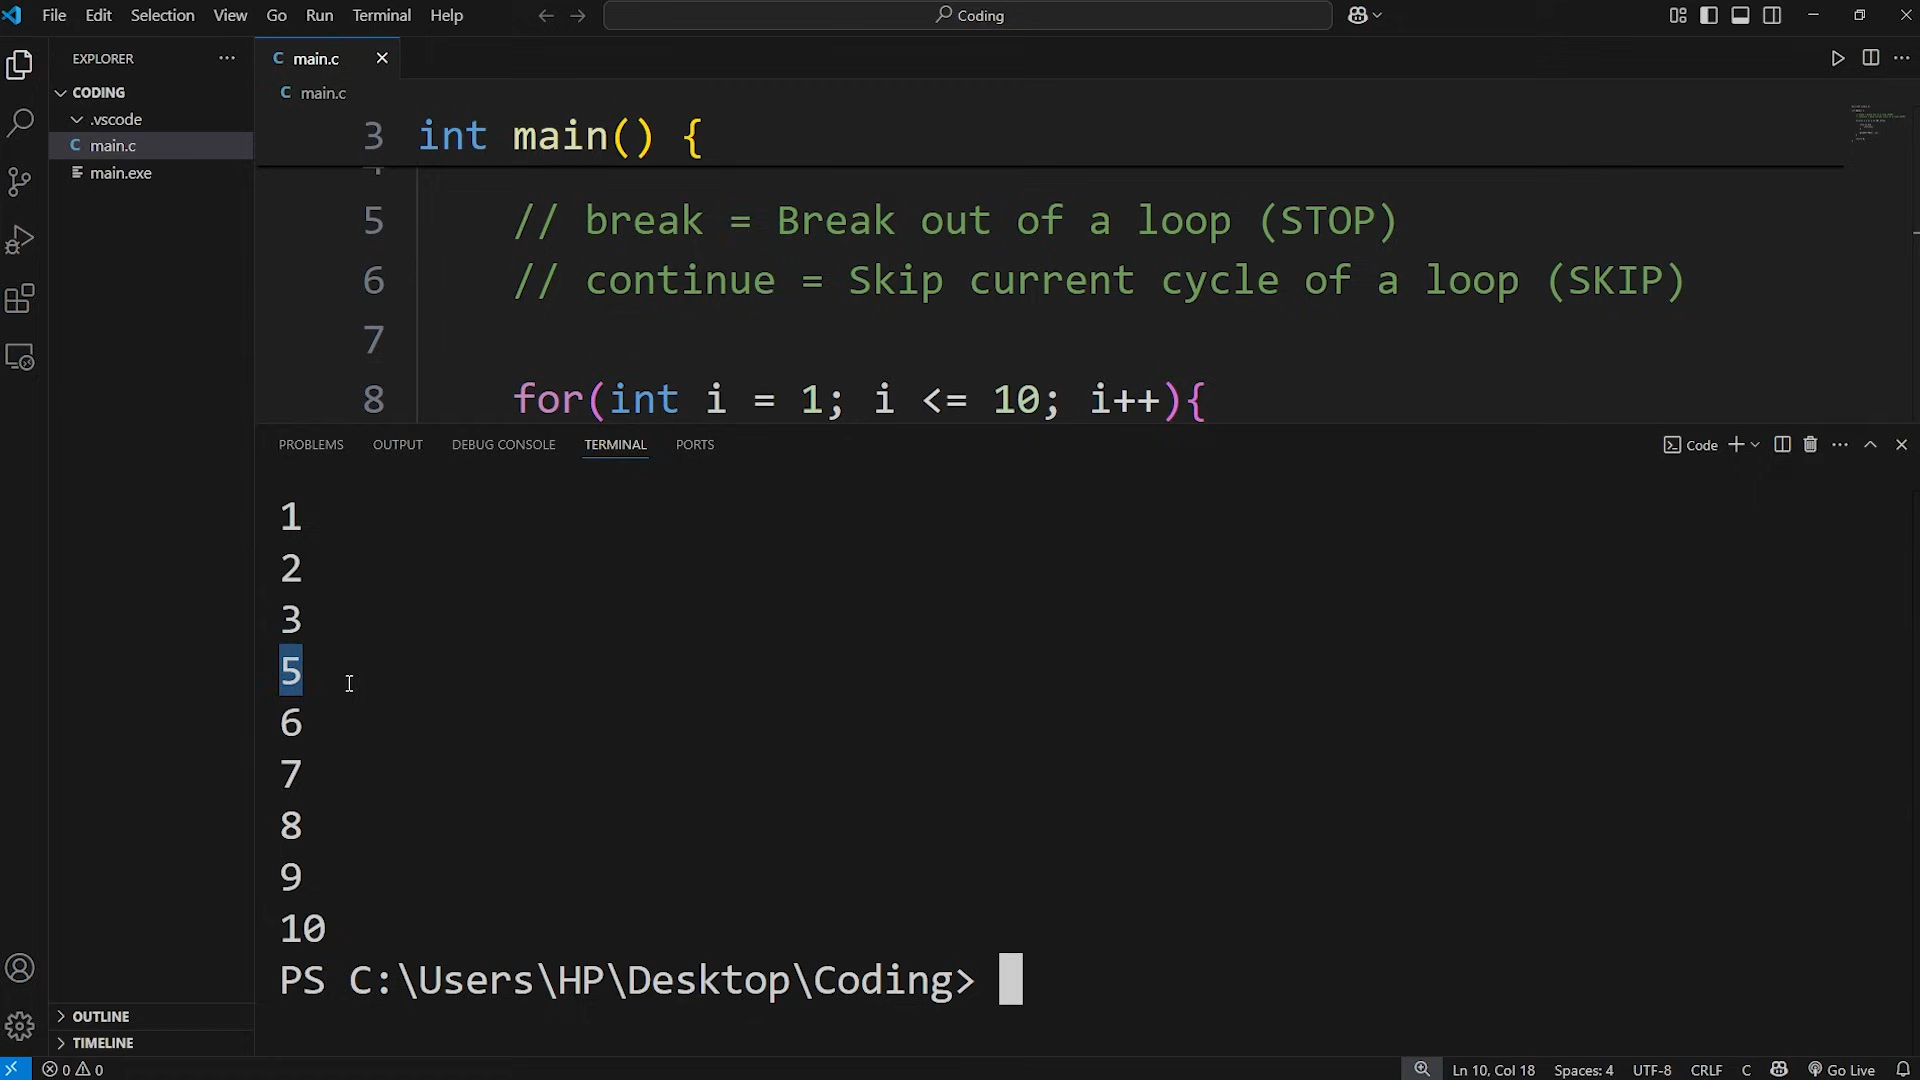 File Edit Selection View Go Run Terminal Help
Coding
EXPLORER
CODING
.vscode
main.c
main.exe
OUTLINE
TIMELINE
main.c
main.c
3 int main() {
5 // break = Break out of a loop (STOP)
6 // continue = Skip current cycle of a loop (SKIP)
7
8 for(int i = 1; i <= 10; i++){
PROBLEMS OUTPUT DEBUG CONSOLE TERMINAL PORTS
Code
1
2
3
5
6
7
8
9
10
PS C:\Users\HP\Desktop\Coding>
0 0 Ln 10, Col 18 Spaces: 4 UTF-8 CRLF C Go Live